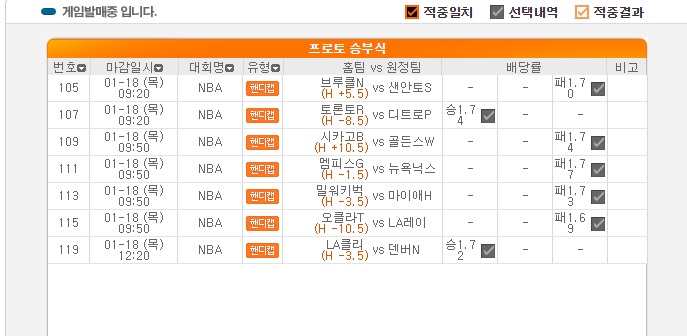 게임발매중 입니다.
적중일치 선택내역 적중결과
프로토 승부식
번호 마감일시 대회명 유형 홈팀 vs 원정팀 배당률 비고
105 01-18 (목) 09:20 NBA 핸디캡 브루클N (H +5.5) vs 샌안토S - - 패1.70
107 01-18 (목) 09:20 NBA 핸디캡 토론토R (H -8.5) vs 디트로P 승1.74 - -
109 01-18 (목) 09:50 NBA 핸디캡 시카고B (H +10.5) vs 골든스W - - 패1.74
111 01-18 (목) 09:50 NBA 핸디캡 멤피스G (H -1.5) vs 뉴욕닉스 - - 패1.77
113 01-18 (목) 09:50 NBA 핸디캡 밀워키벅 (H -3.5) vs 마이애H - - 패1.73
115 01-18 (목) 09:50 NBA 핸디캡 오클라T (H -10.5) vs LA레이 - - 패1.69
119 01-18 (목) 12:20 NBA 핸디캡 LA클리 (H -3.5) vs 덴버N 승1.72 - -